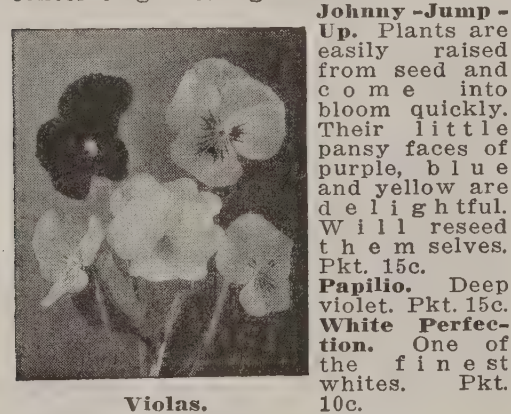 Johnny-Jump-
Up. Plants are
easily raised
from seed and
come into
bloom quickly.
Their little
pansy faces of
purple, blue
and yellow are
delightful.
Will reseed
themselves.
Pkt. 15c.
Papilio. Deep
violet. Pkt. 15c.
White Perfec-
tion. One of
the finest
whites. Pkt.
10c.
Violas.